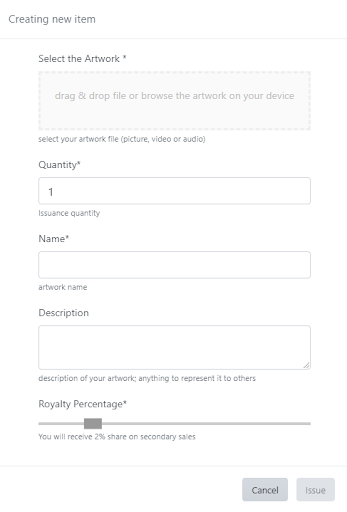 Creating new item
Select the Artwork *
drag & drop file or browse the artwork on your device
select your artwork file (picture, video or audio)
Quantity*
1
Issuance quantity
Name*
artwork name
Description
description of your artwork; anything to represent it to others
Royalty Percentage*
You will receive 2% share on secondary sales
Cancel
Issue